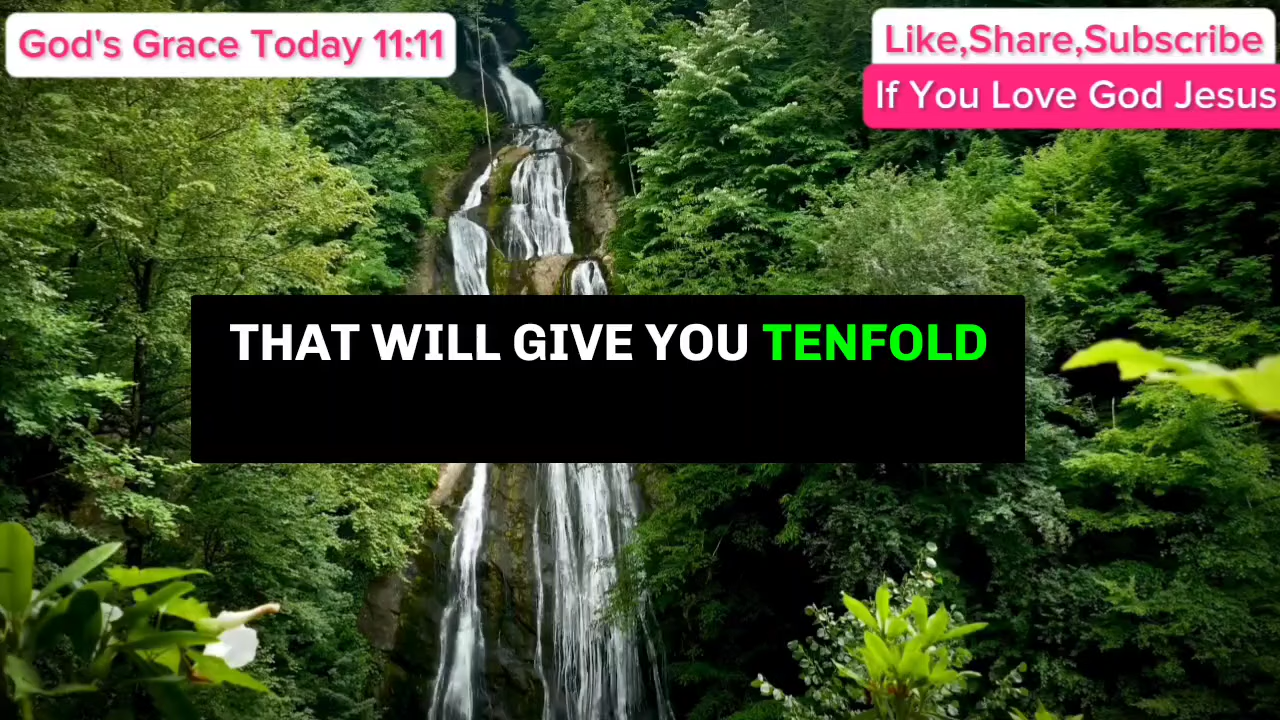 God's Grace Today 11:11
Like,Share,Subscribe
If You Love God Jesus
THAT WILL GIVE YOU TENFOLD